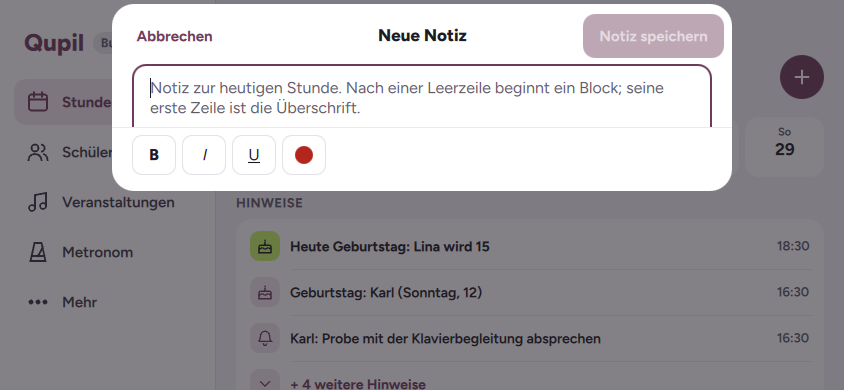 Abbrechen
Neue Notiz
Notiz speichern
Notiz zur heutigen Stunde. Nach einer Leerzeile beginnt ein Block; seine
erste Zeile ist die Überschrift.
B
I
U
Qupil
Stunde
Schüler
Veranstaltungen
Metronom
Mehr
So
29
HINWEISE
Heute Geburtstag: Lina wird 15
18:30
Geburtstag: Karl (Sonntag, 12)
16:30
Karl: Probe mit der Klavierbegleitung absprechen
16:30
+ 4 weitere Hinweise